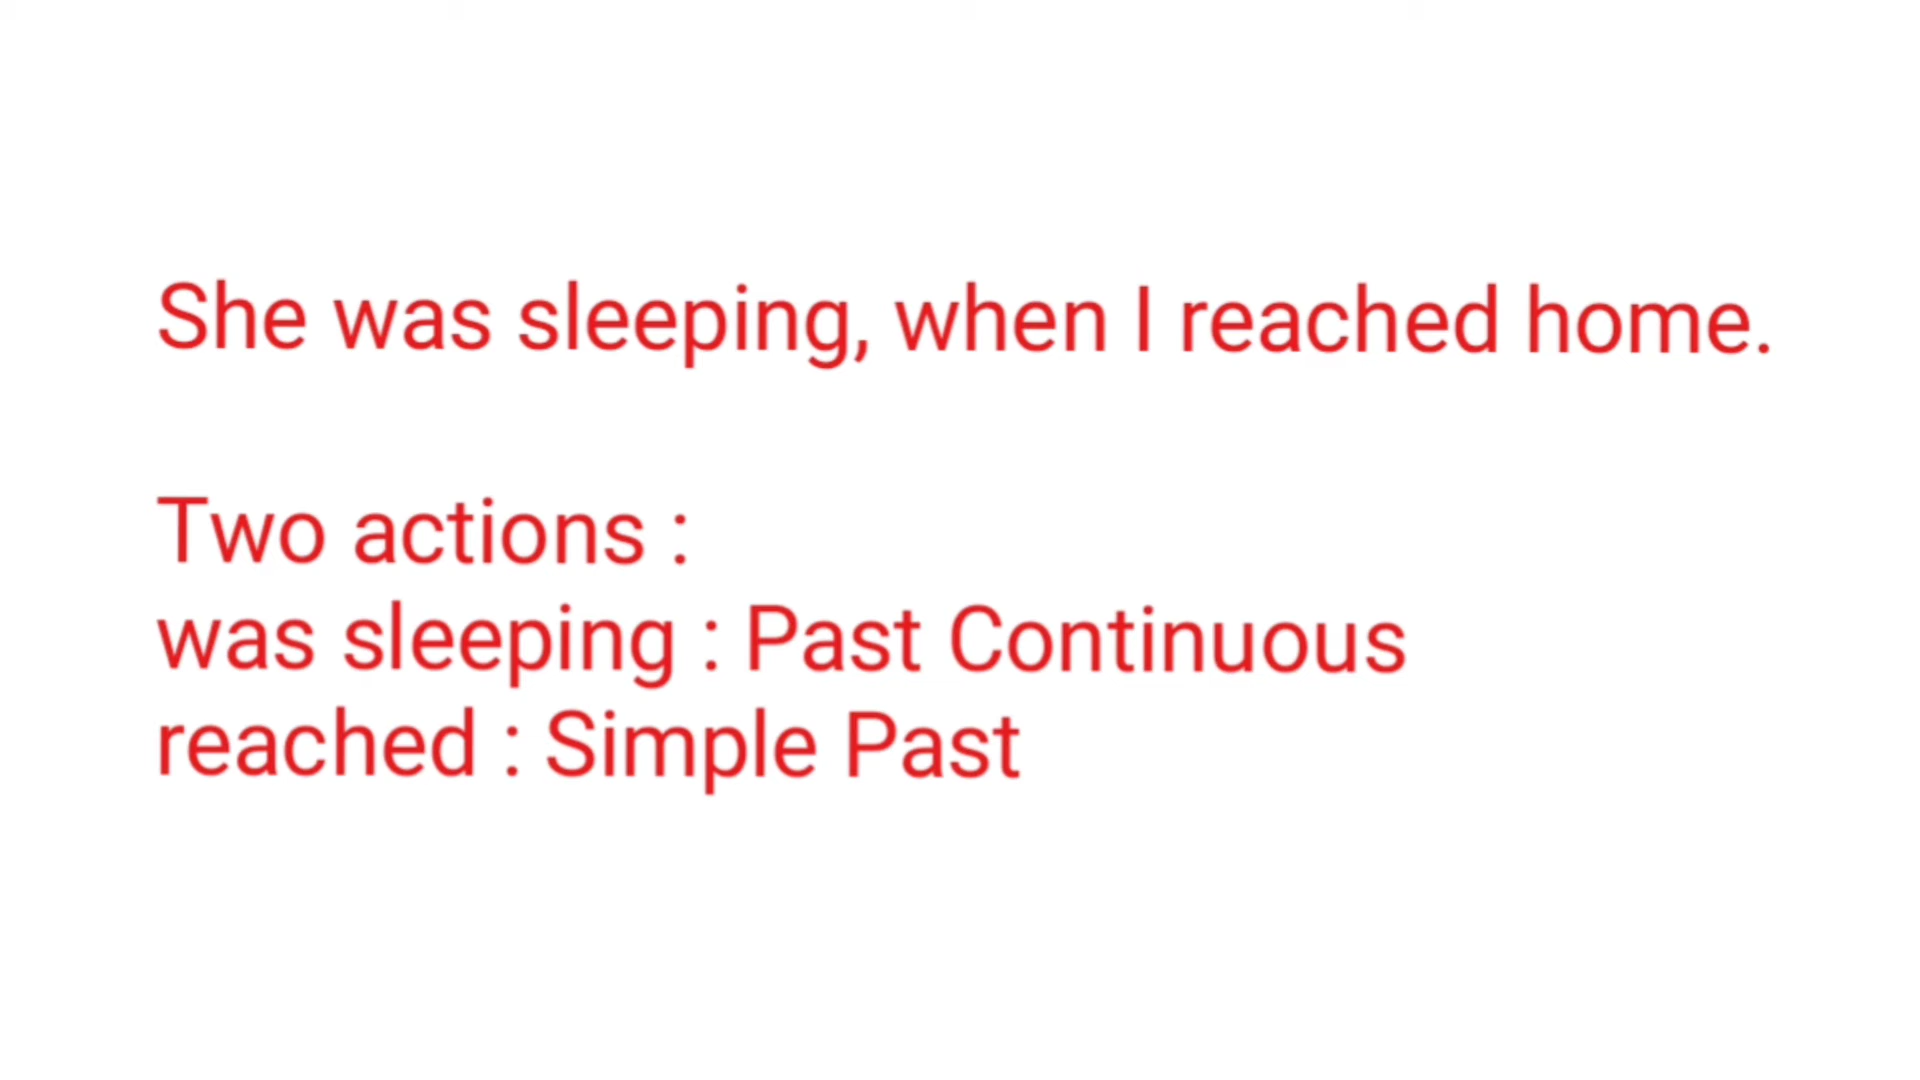 She was sleeping, when I reached home.
Two actions :
was sleeping : Past Continuous
reached : Simple Past